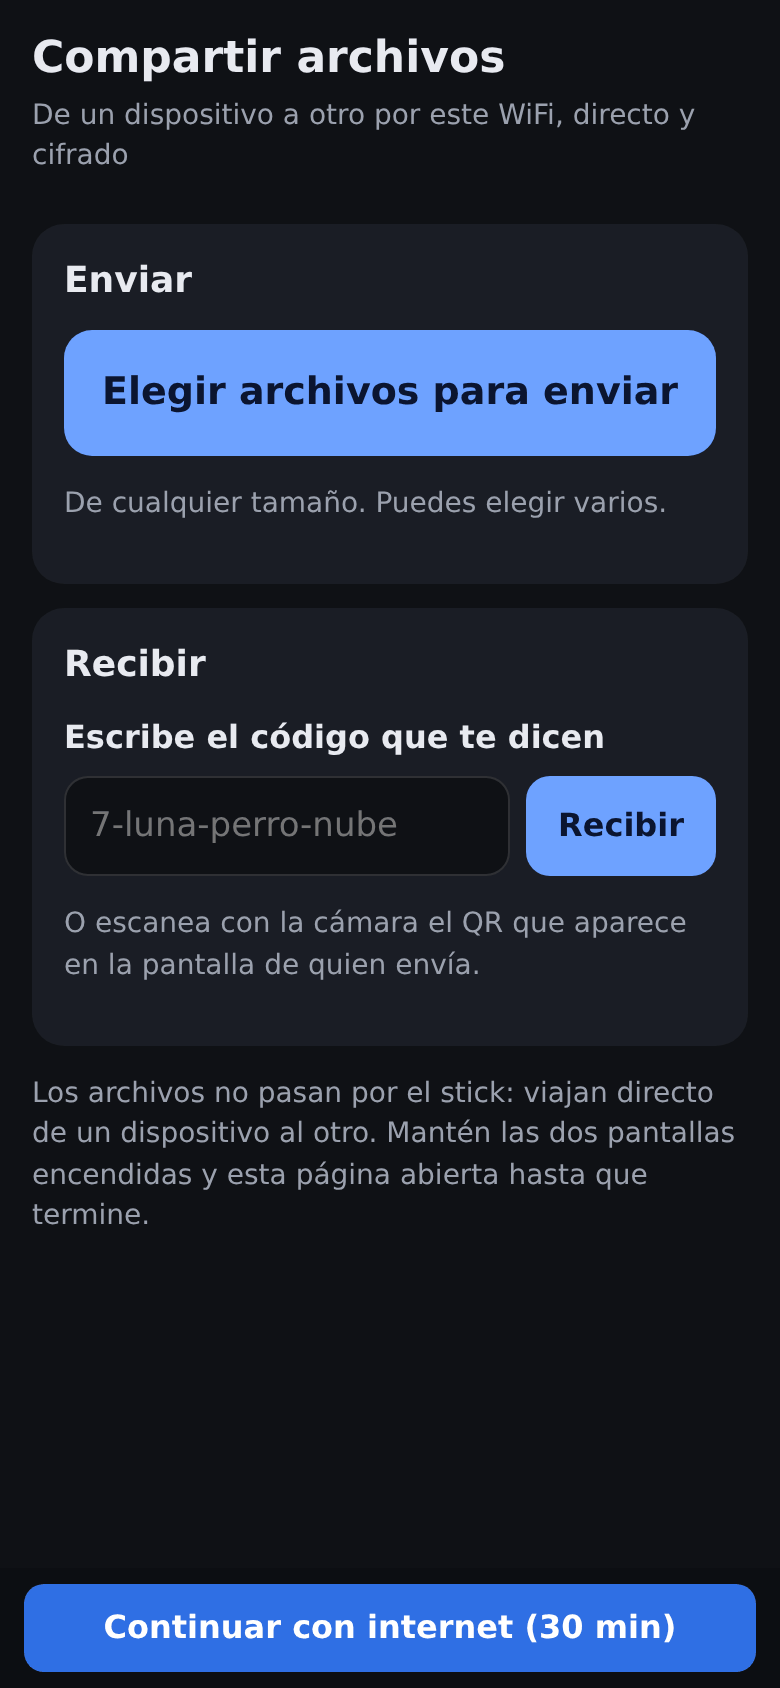 Compartir archivos
De un dispositivo a otro por este WiFi, directo y
cifrado
Enviar
Elegir archivos para enviar
De cualquier tamaño. Puedes elegir varios.
Recibir
Escribe el código que te dicen
7-luna-perro-nube
Recibir
O escanea con la cámara el QR que aparece
en la pantalla de quien envía.
Los archivos no pasan por el stick: viajan directo
de un dispositivo al otro. Mantén las dos pantallas
encendidas y esta página abierta hasta que
termine.
Continuar con internet (30 min)